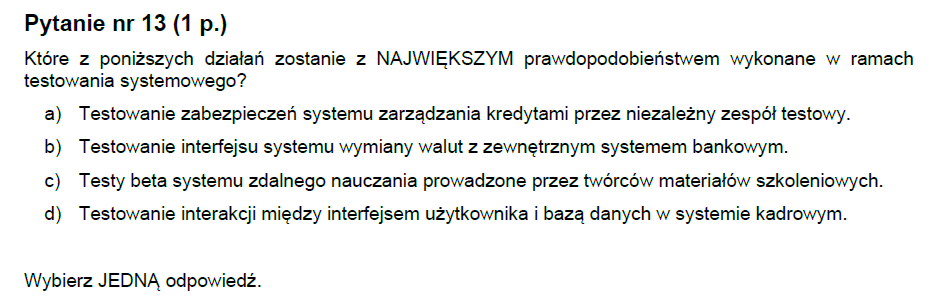 Pytanie nr 13 (1 p.)
Które z poniższych działań zostanie z NAJWIĘKSZYM prawdopodobieństwem wykonane w ramach
testowania systemowego?
a) Testowanie zabezpieczeń systemu zarządzania kredytami przez niezależny zespół testowy.
b) Testowanie interfejsu systemu wymiany walut z zewnętrznym systemem bankowym.
c) Testy beta systemu zdalnego nauczania prowadzone przez twórców materiałów szkoleniowych.
d) Testowanie interakcji między interfejsem użytkownika i bazą danych w systemie kadrowym.
Wybierz JEDNĄ odpowiedź.